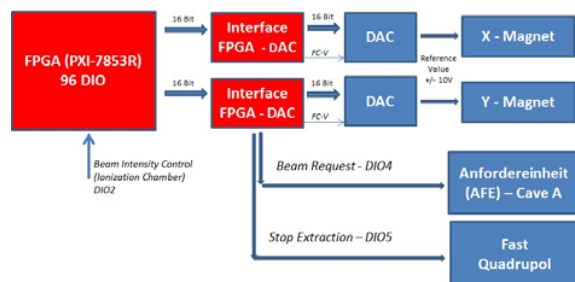 16 Bit
Interface
FPGA - DAC
16 Bit
FC-V
DAC
X - Magnet
FPGA (PXI-7853R)
96 DIO
Reference
Value
+/- 10V
16 Bit
Interface
FPGA - DAC
16 Bit
FC-V
DAC
Y - Magnet
Beam Intensity Control
(Ionization Chamber)
DIO2
Beam Request - DIO4
Anfordereinheit
(AFE) – Cave A
Stop Extraction – DIO5
Fast
Quadrupol